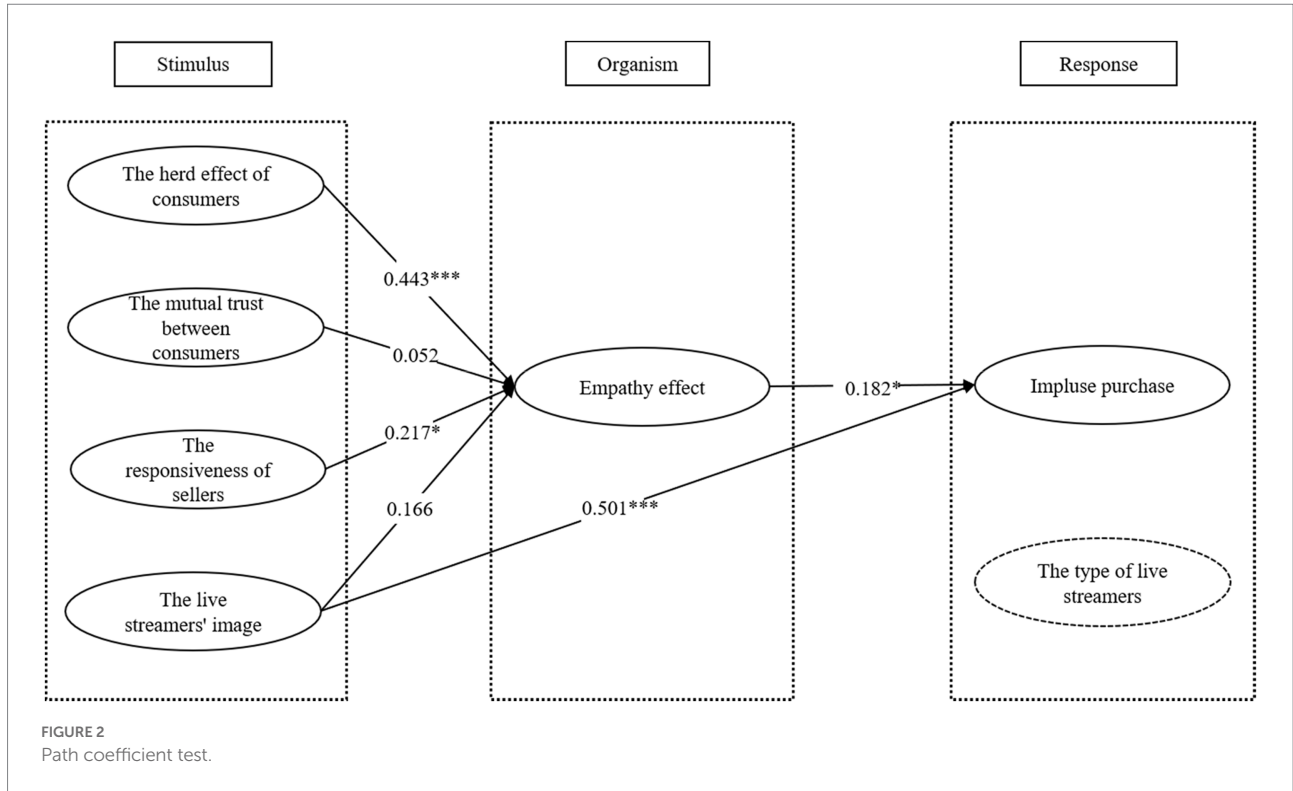 Stimulus
Organism
Response
The herd effect of
consumers
0.443***
The mutual trust
between
consumers
0.052
Empathy effect
0.182*
Impluse purchase
The
responsiveness of
sellers
0.217*
0.166
0.501***
The live
streamers' image
The type of live
streamers
FIGURE 2
Path coefficient test.